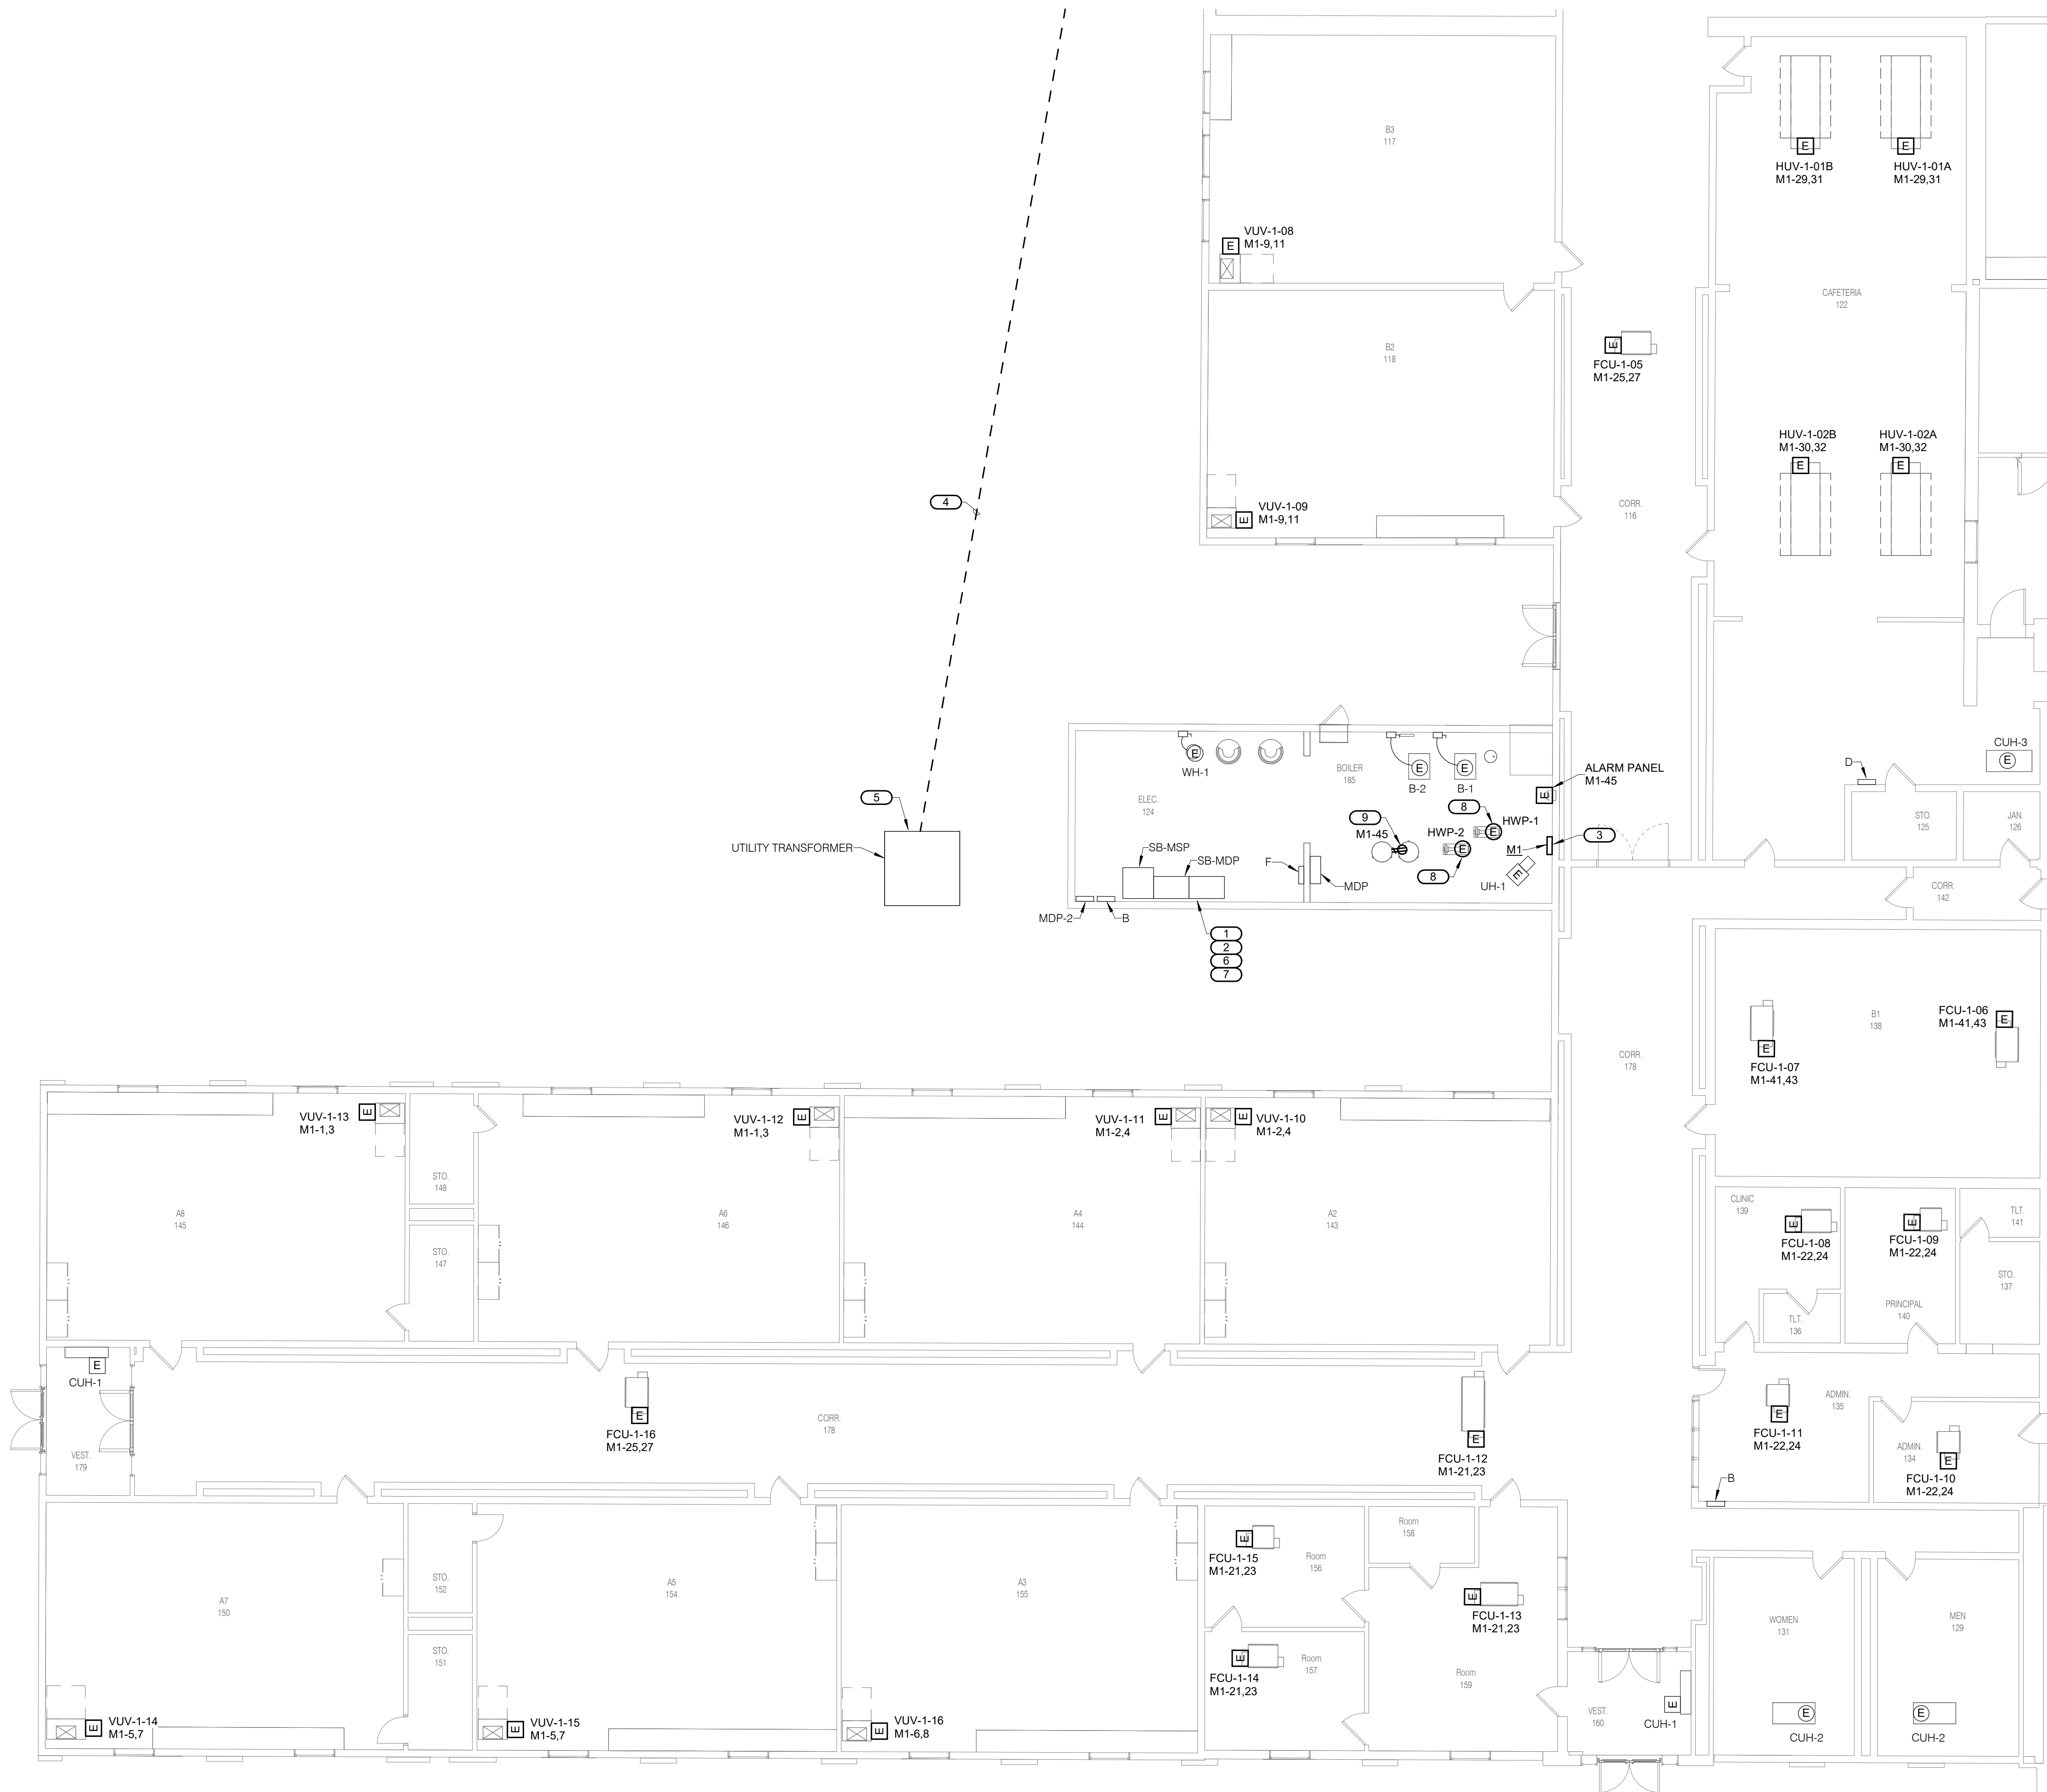 B3
117
HUV-1-01B
M1-29,31
HUV-1-01A
M1-29,31
E
E
VUV-1-08
M1-9,11
E
CAFETERIA
122
B2
118
E
FCU-1-05
M1-25,27
HUV-1-02B
M1-30,32
HUV-1-02A
M1-30,32
E
E
4
VUV-1-09
M1-9,11
E
CORR.
116
E
WH-1
BOILER
185
E
B-2
E
B-1
ALARM PANEL
M1-45
E
D
CUH-3
E
5
ELEC.
124
9
M1-45
8
HWP-1
E
HWP-2
E
8
M1
3
STO.
125
JAN.
126
UTILITY TRANSFORMER
SB-MSP
SB-MDP
F
MDP
E
UH-1
MDP-2
B
CORR.
142
1
2
6
7
B1
138
FCU-1-06
M1-41,43
E
E
FCU-1-07
M1-41,43
CORR.
178
VUV-1-13
M1-1,3
E
VUV-1-12
M1-1,3
E
VUV-1-11
M1-2,4
E
E
VUV-1-10
M1-2,4
STO.
148
CLINIC
139
A8
145
A6
146
A4
144
A2
143
E
FCU-1-08
M1-22,24
E
FCU-1-09
M1-22,24
TLT.
141
STO.
147
STO.
137
TLT.
136
PRINCIPAL
140
E
CUH-1
E
FCU-1-16
M1-25,27
CORR.
178
E
FCU-1-12
M1-21,23
ADMIN.
135
E
FCU-1-11
M1-22,24
ADMIN.
134
E
FCU-1-10
M1-22,24
VEST.
179
B
Room
158
E
FCU-1-15
M1-21,23
Room
156
STO.
152
A7
150
A5
154
A3
155
E
FCU-1-13
M1-21,23
WOMEN
131
MEN
129
STO.
151
E
FCU-1-14
M1-21,23
Room
157
Room
159
E
VUV-1-14
M1-5,7
E
VUV-1-15
M1-5,7
E
VUV-1-16
M1-6,8
VEST.
160
E
CUH-1
E
CUH-2
E
CUH-2